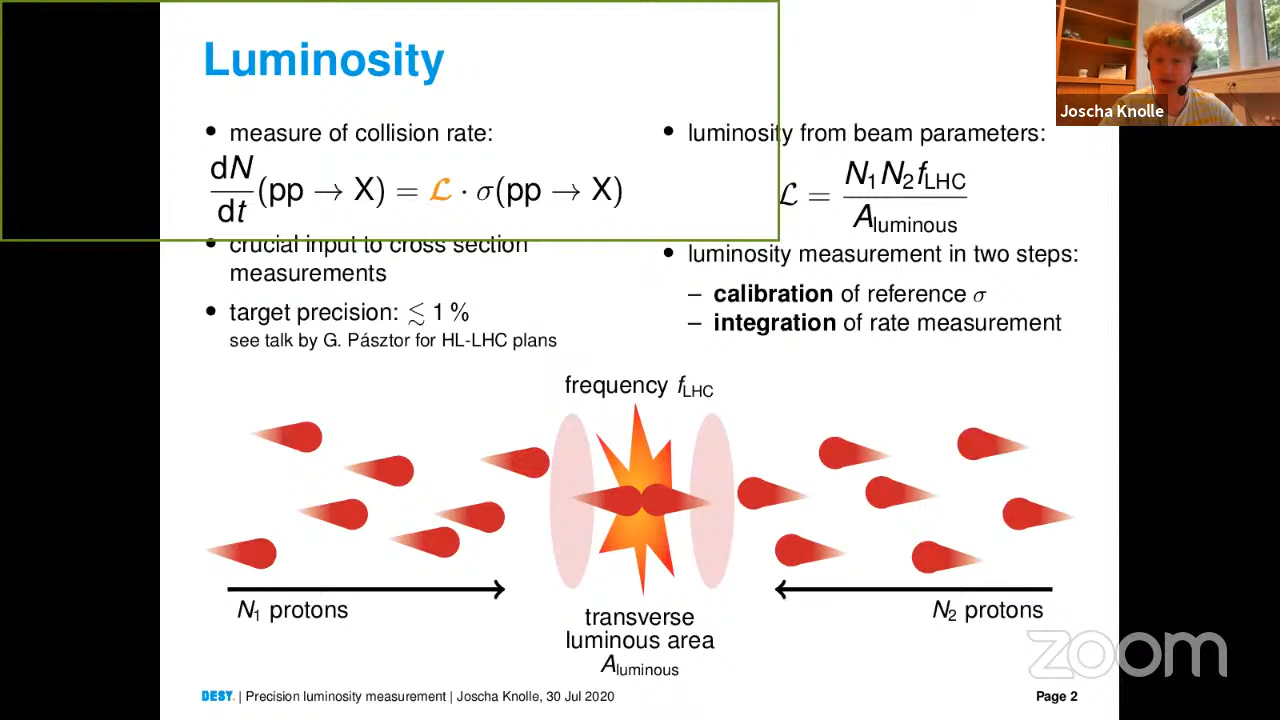 Luminosity
• measure of collision rate:
dN/dt (pp → X) = ℒ · σ(pp → X)
• crucial input to cross section
measurements
• target precision: ≲ 1 %
see talk by G. Pásztor for HL-LHC plans
• luminosity from beam parameters:
ℒ = N₁ N₂ f_LHC / A_luminous
• luminosity measurement in two steps:
– calibration of reference σ
– integration of rate measurement
Joscha Knolle
frequency f_LHC
N₁ protons
transverse
luminous area
A_luminous
N₂ protons
zoom
DESY. | Precision luminosity measurement | Joscha Knolle, 30 Jul 2020
Page 2